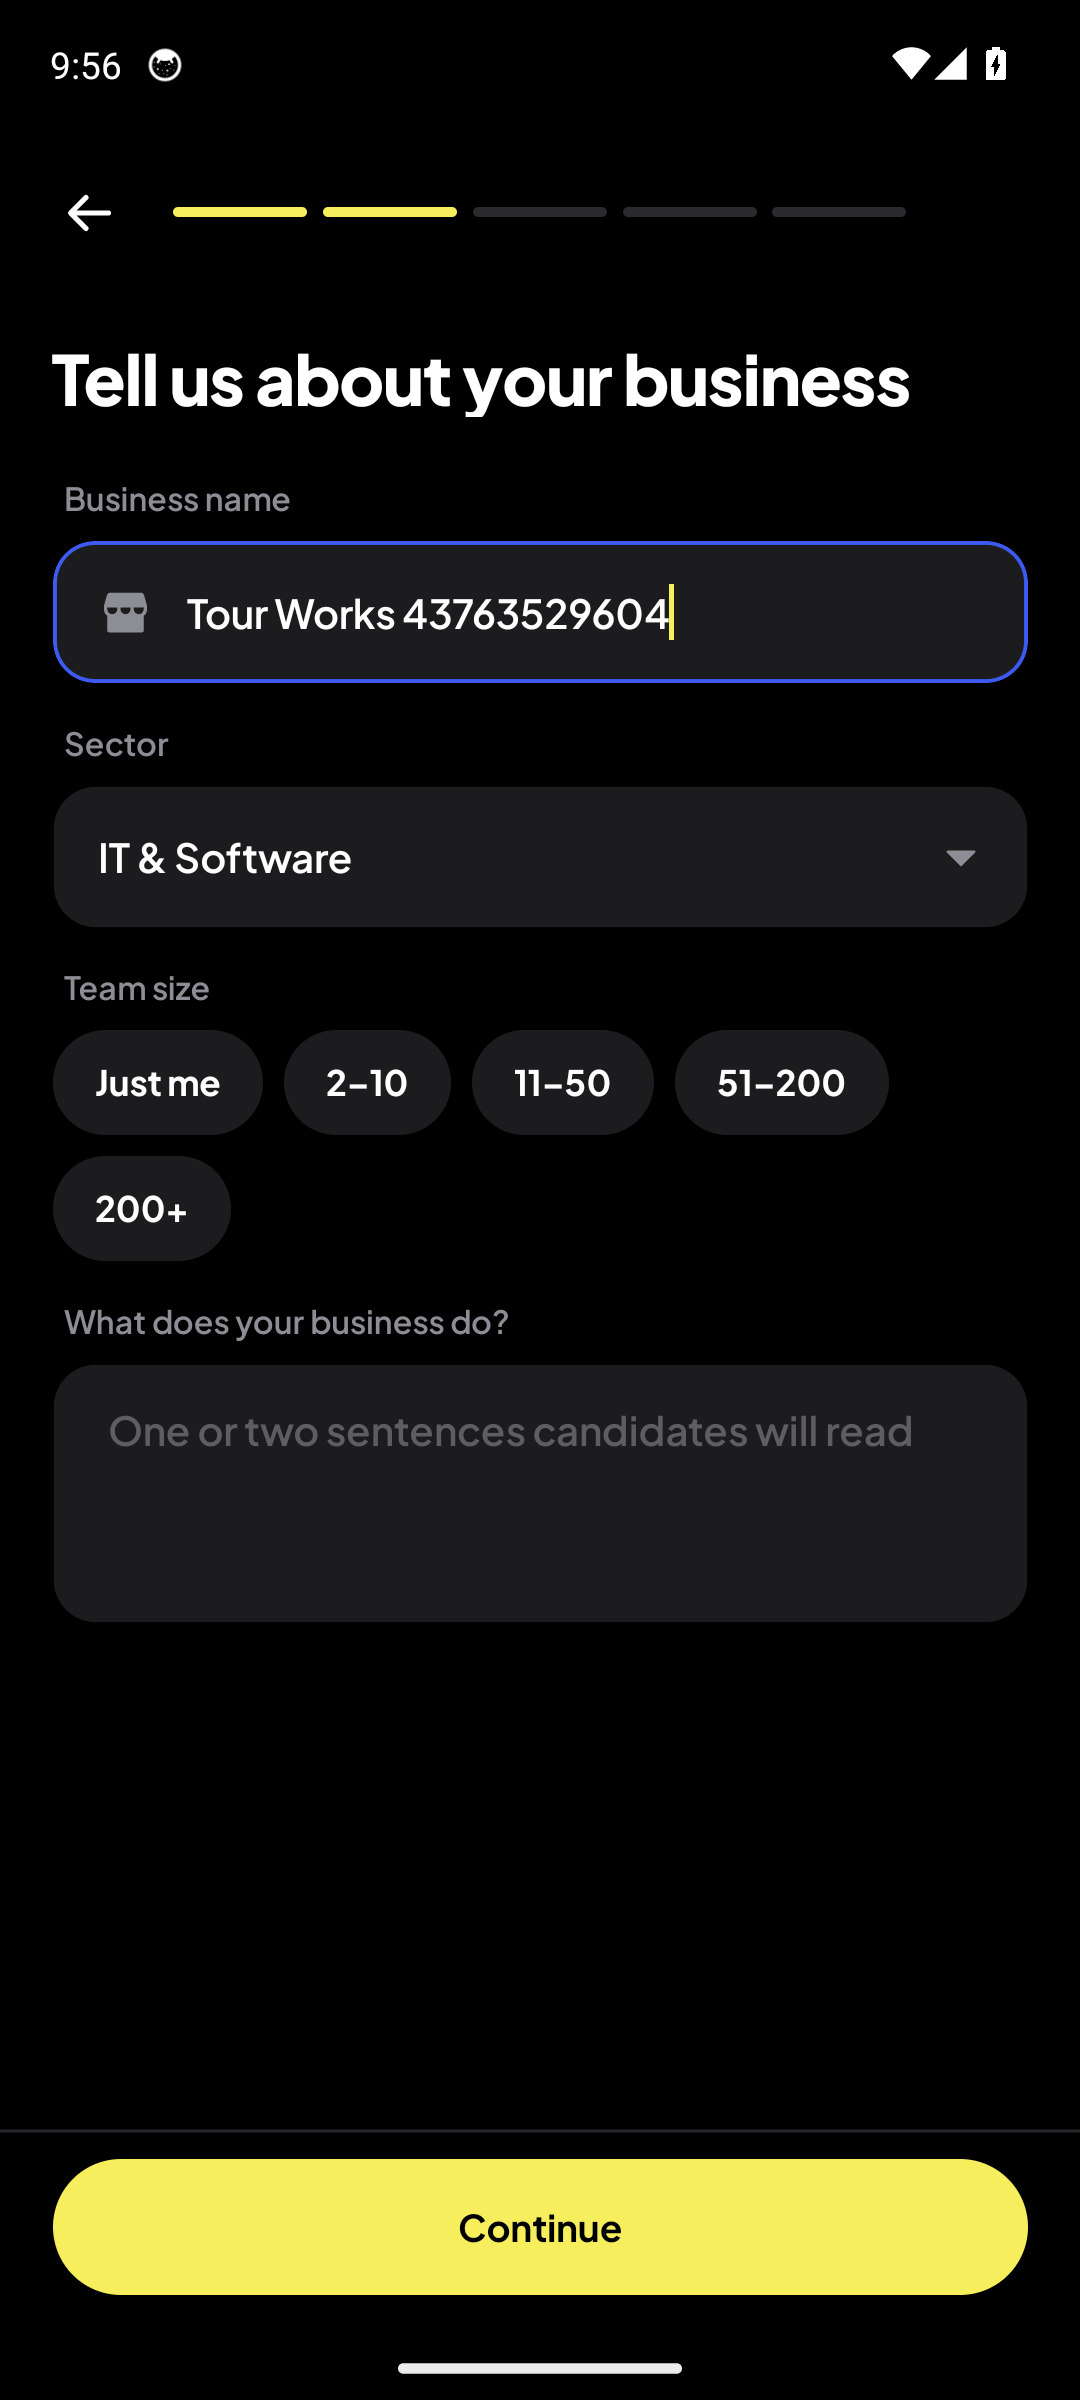 9:56
Tell us about your business
Business name
Tour Works 43763529604
Sector
IT & Software
Team size
Just me
2–10
11–50
51–200
200+
What does your business do?
One or two sentences candidates will read
Continue